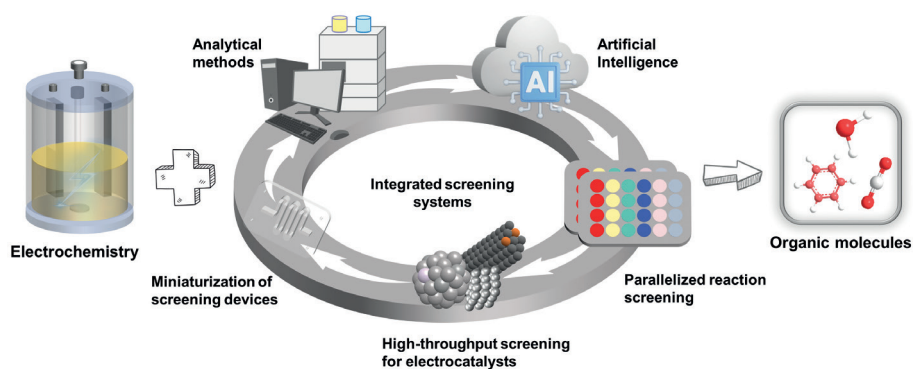 Analytical
methods
Artificial
Intelligence
AI
Integrated screening
systems
Electrochemistry
Organic molecules
Miniaturization of
screening devices
Parallelized reaction
screening
High-throughput screening
for electrocatalysts